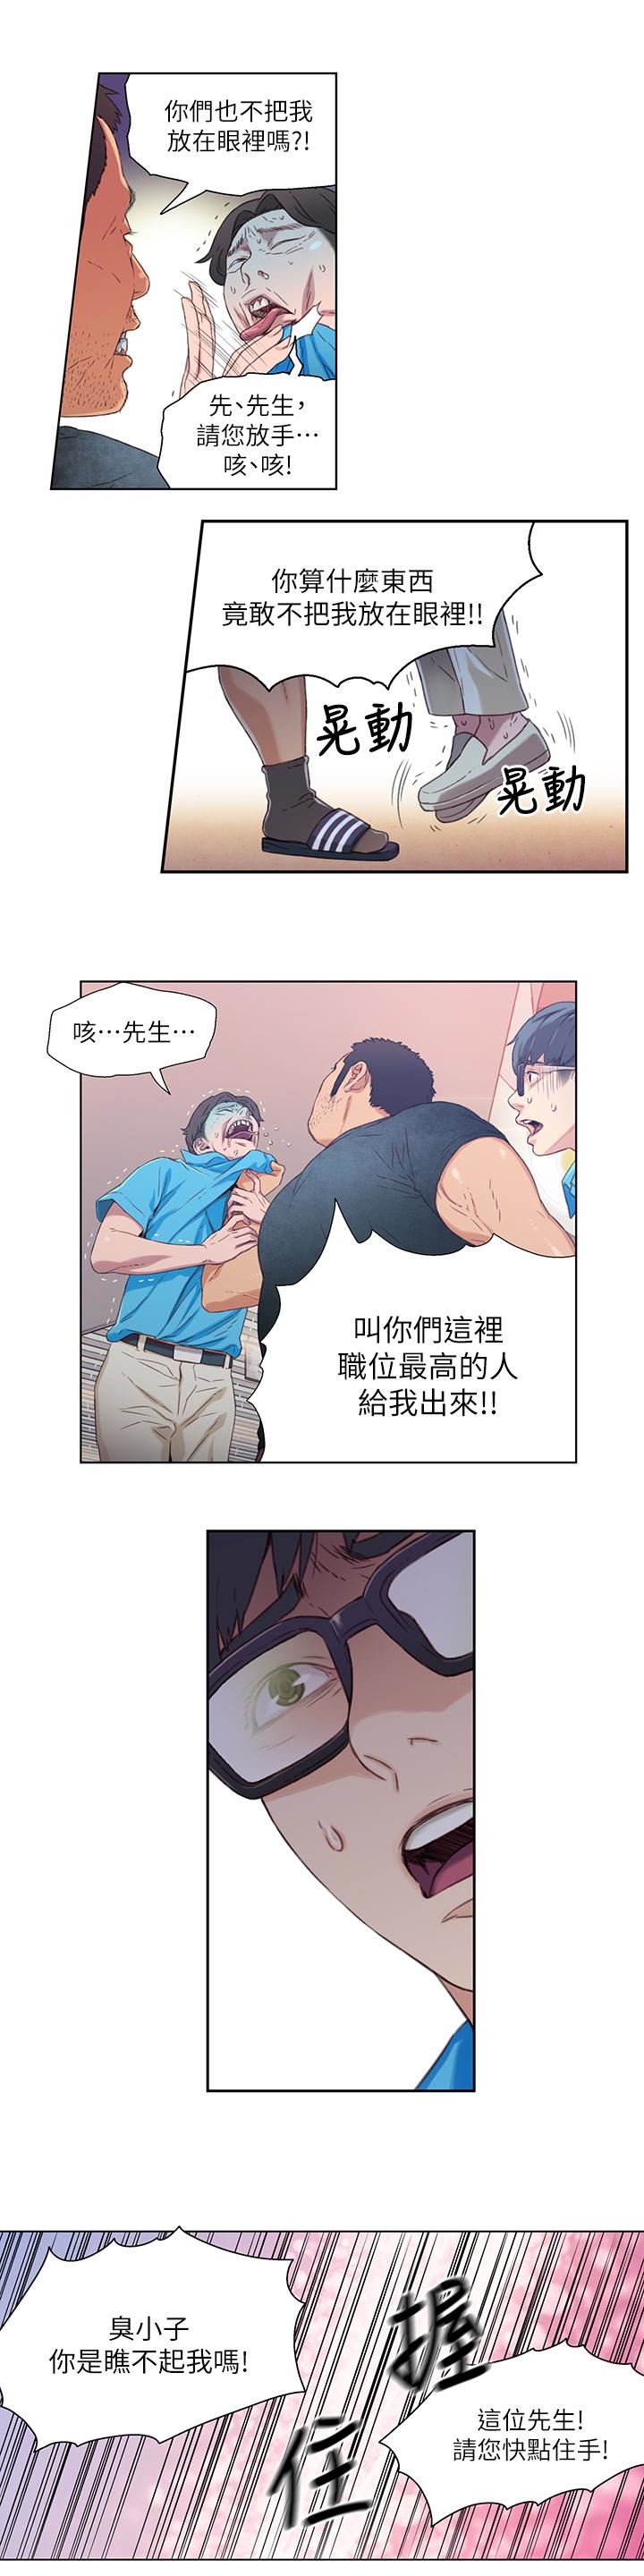 你們也不把我
放在眼裡嗎?!
先、先生，
請您放手⋯
咳、咳!
你算什麼東西
竟敢不把我放在眼裡!!
晃動
晃動
咳⋯先生⋯
叫你們這裡
職位最高的人
給我出來!!
臭小子
你是瞧不起我嗎!
握
住
這位先生!
請您快點住手!